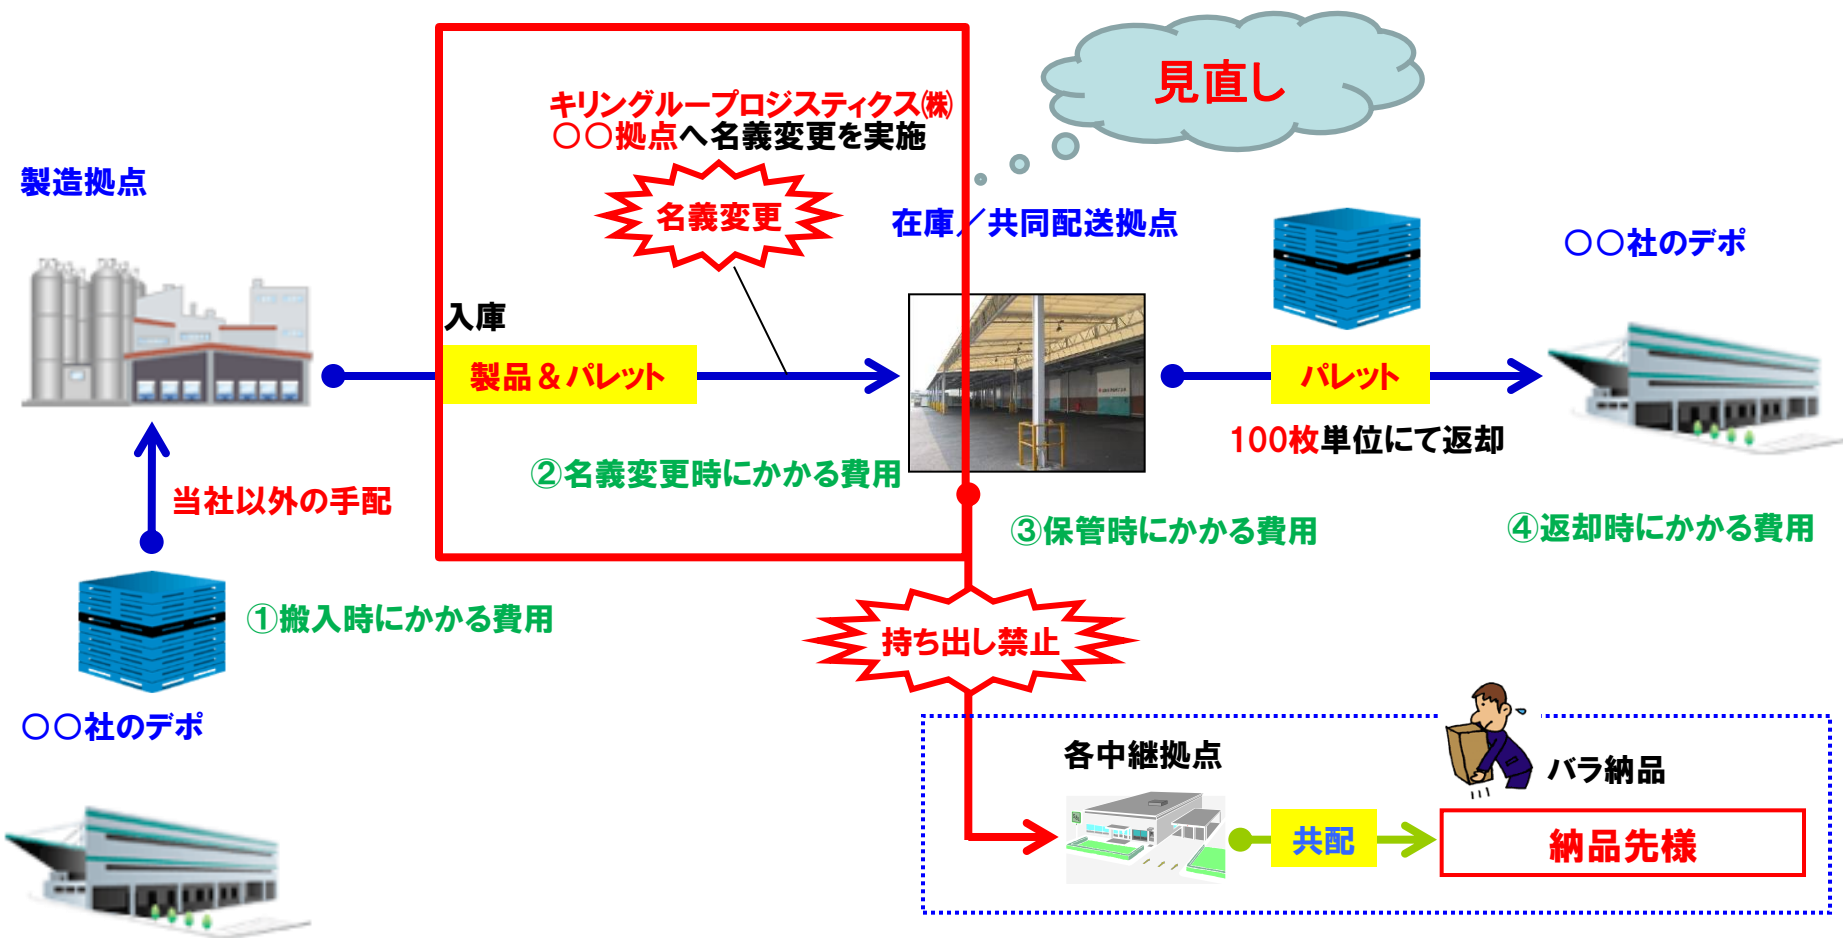 見直し
キリングループロジスティクス㈱
〇〇拠点へ名義変更を実施
製造拠点
名義変更
在庫／共同配送拠点
〇〇社のデポ
入庫
製品＆パレット
パレット
100枚単位にて返却
②名義変更時にかかる費用
当社以外の手配
③保管時にかかる費用
④返却時にかかる費用
①搬入時にかかる費用
持ち出し禁止
〇〇社のデポ
各中継拠点
バラ納品
共配
納品先様